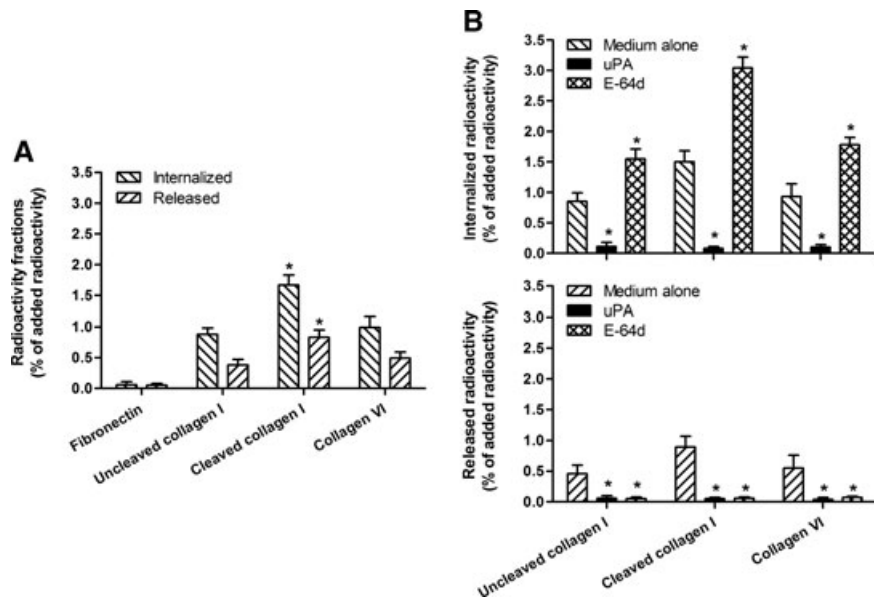 A
Radioactivity fractions
(% of added radioactivity)
3.5
3.0
2.5
2.0
1.5
1.0
0.5
0.0
Internalized
Released
*
*
Fibronectin
Uncleaved collagen I
Cleaved collagen I
Collagen VI
B
Internalized radioactivity
(% of added radioactivity)
3.5
3.0
2.5
2.0
1.5
1.0
0.5
0.0
Medium alone
uPA
E-64d
*
*
*
*
*
*
Released radioactivity
(% of added radioactivity)
3.5
3.0
2.5
2.0
1.5
1.0
0.5
0.0
Medium alone
uPA
E-64d
* * * * * *
Uncleaved collagen I
Cleaved collagen I
Collagen VI